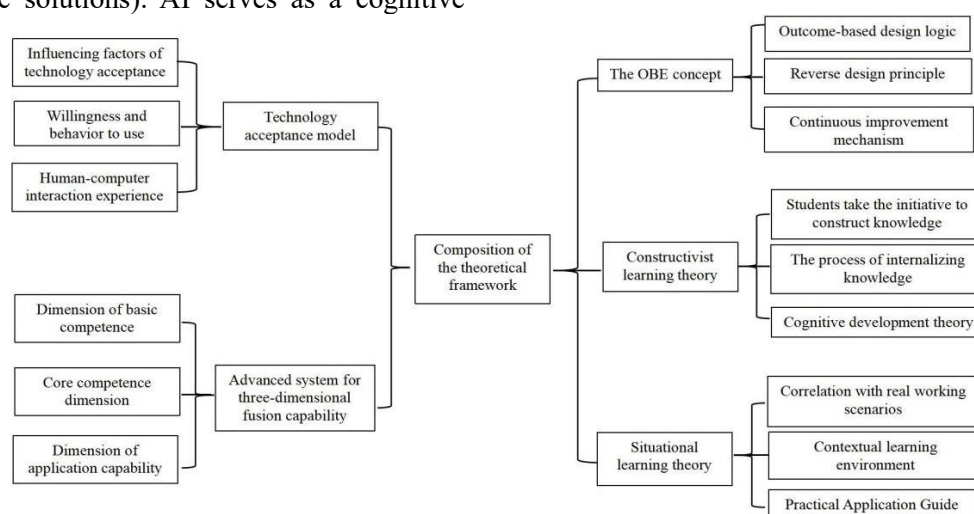 c solutions). AI serves as a cognitive
Influencing factors of
technology acceptance
Willingness and
behavior to use
Human-computer
interaction experience
Technology
acceptance model
Dimension of basic
competence
Core competence
dimension
Dimension of
application capability
Advanced system for
three-dimensional
fusion capability
Composition of
the theoretical
framework
The OBE concept
Outcome-based design logic
Reverse design principle
Continuous improvement
mechanism
Constructivist
learning theory
Students take the initiative to
construct knowledge
The process of internalizing
knowledge
Cognitive development theory
Situational
learning theory
Correlation with real working
scenarios
Contextual learning
environment
Practical Application Guide